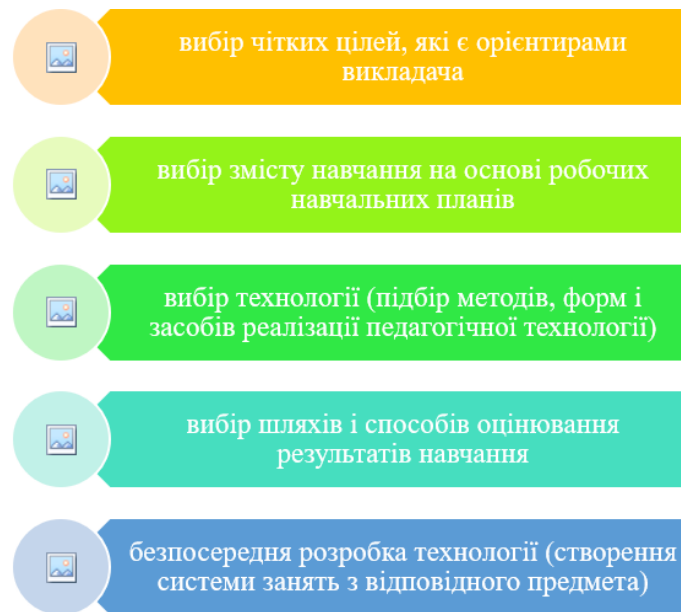 вибір чітких цілей, які є орієнтирами
викладача
вибір змісту навчання на основі робочих
навчальних планів
вибір технології (підбір методів, форм і
засобів реалізації педагогічної технології)
вибір шляхів і способів оцінювання
результатів навчання
безпосередня розробка технології (створення
системи занять з відповідного предмета)